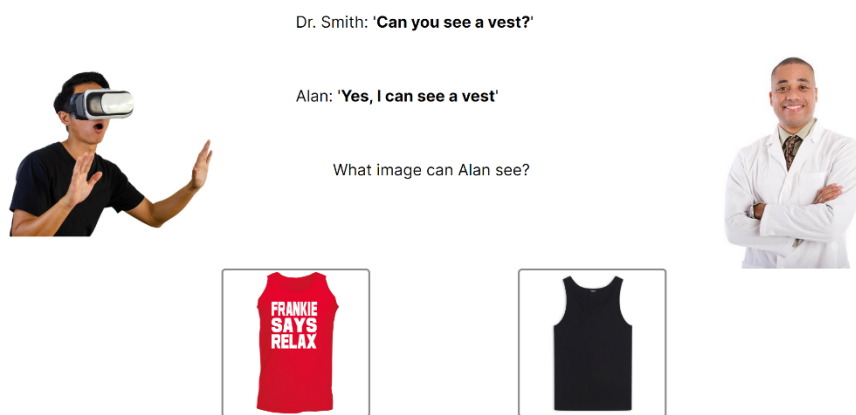 Dr. Smith: 'Can you see a vest?'
Alan: 'Yes, I can see a vest'
What image can Alan see?
FRANKIE
SAYS
RELAX